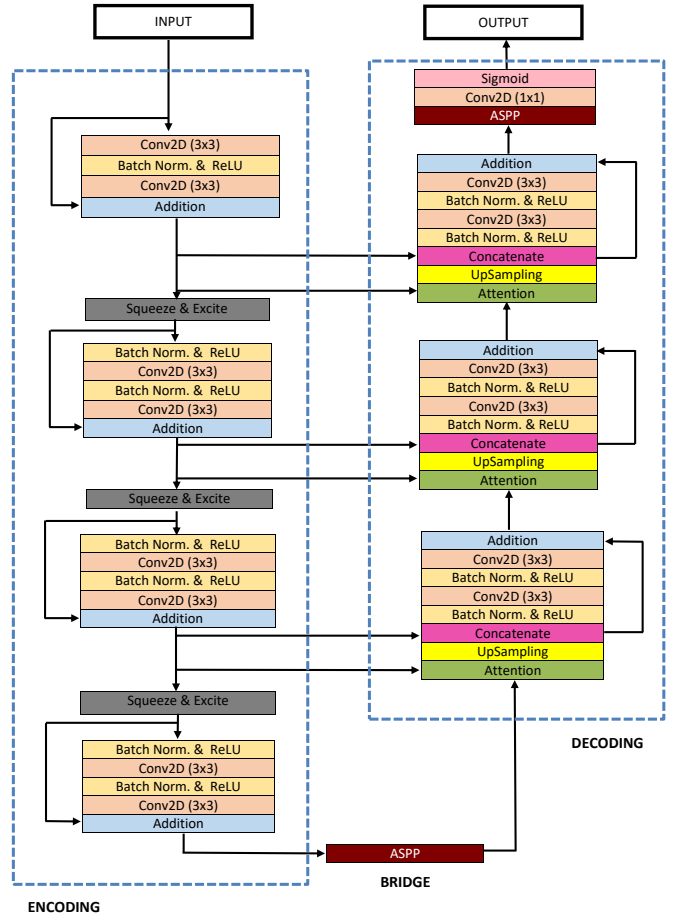 INPUT
Conv2D (3x3)
Batch Norm. & ReLU
Conv2D (3x3)
Addition
Squeeze & Excite
Batch Norm. & ReLU
Conv2D (3x3)
Batch Norm. & ReLU
Conv2D (3x3)
Addition
Squeeze & Excite
Batch Norm. & ReLU
Conv2D (3x3)
Batch Norm. & ReLU
Conv2D (3x3)
Addition
Squeeze & Excite
Batch Norm. & ReLU
Conv2D (3x3)
Batch Norm. & ReLU
Conv2D (3x3)
Addition
ENCODING
ASPP
BRIDGE
OUTPUT
Sigmoid
Conv2D (1x1)
ASPP
Addition
Conv2D (3x3)
Batch Norm. & ReLU
Conv2D (3x3)
Batch Norm. & ReLU
Concatenate
UpSampling
Attention
Addition
Conv2D (3x3)
Batch Norm. & ReLU
Conv2D (3x3)
Batch Norm. & ReLU
Concatenate
UpSampling
Attention
Addition
Conv2D (3x3)
Batch Norm. & ReLU
Conv2D (3x3)
Batch Norm. & ReLU
Concatenate
UpSampling
Attention
DECODING